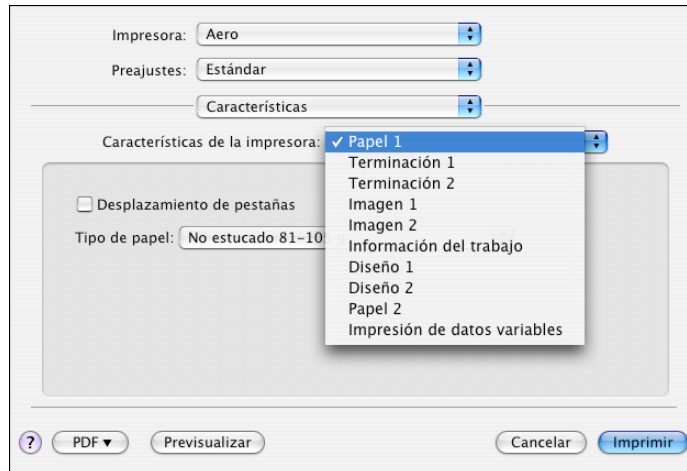 Impresora: Aero
Preajustes: Estándar
Características
Características de la impresora: ✓ Papel 1
Terminación 1
Terminación 2
Imagen 1
Imagen 2
Información del trabajo
Diseño 1
Diseño 2
Papel 2
Impresión de datos variables
Desplazamiento de pestañas
Tipo de papel: No estucado
? PDF ▼ Previsualizar Cancelar Imprimir